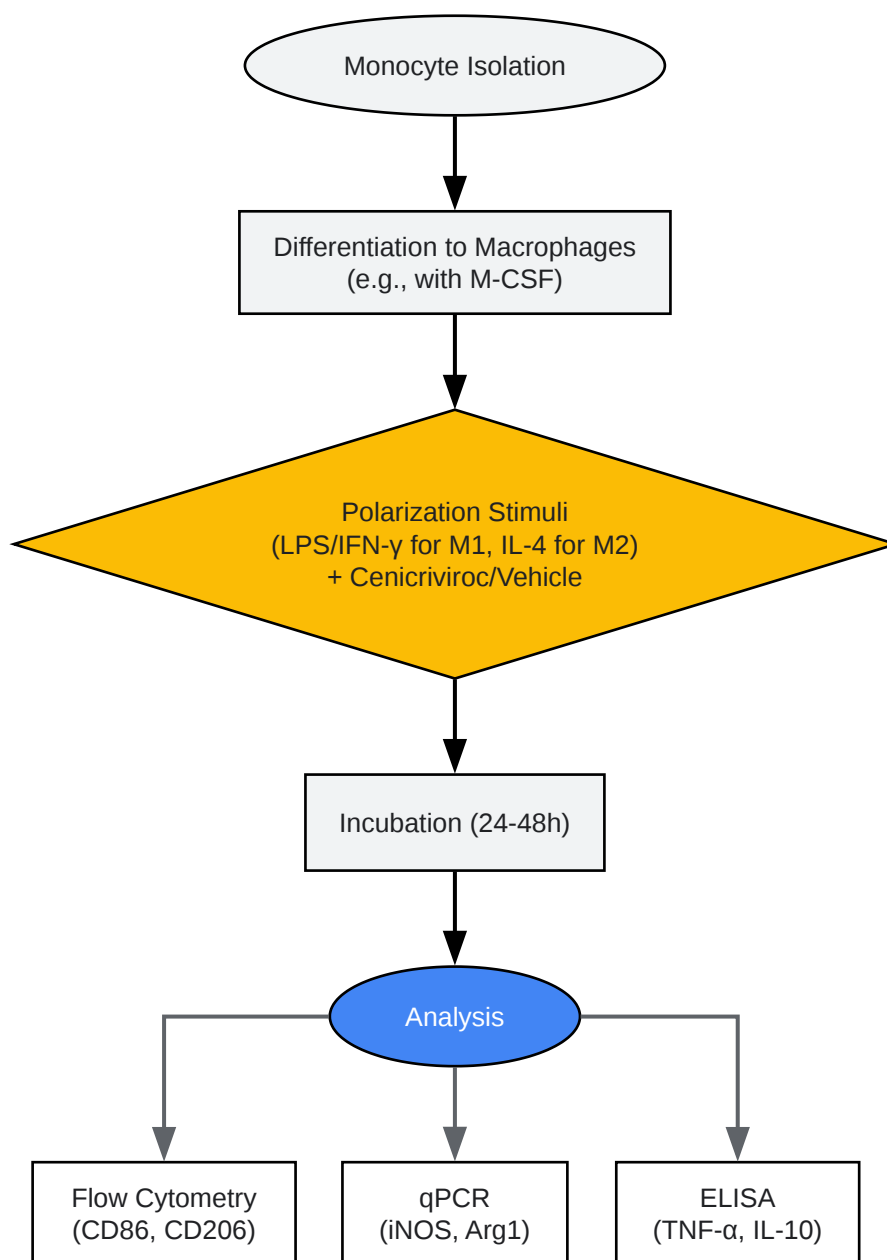 Monocyte Isolation
Differentiation to Macrophages
(e.g., with M-CSF)
Polarization Stimuli
(LPS/IFN-γ for M1, IL-4 for M2)
+ Cenicriviroc/Vehicle
Incubation (24-48h)
Analysis
Flow Cytometry
(CD86, CD206)
qPCR
(iNOS, Arg1)
ELISA
(TNF-α, IL-10)